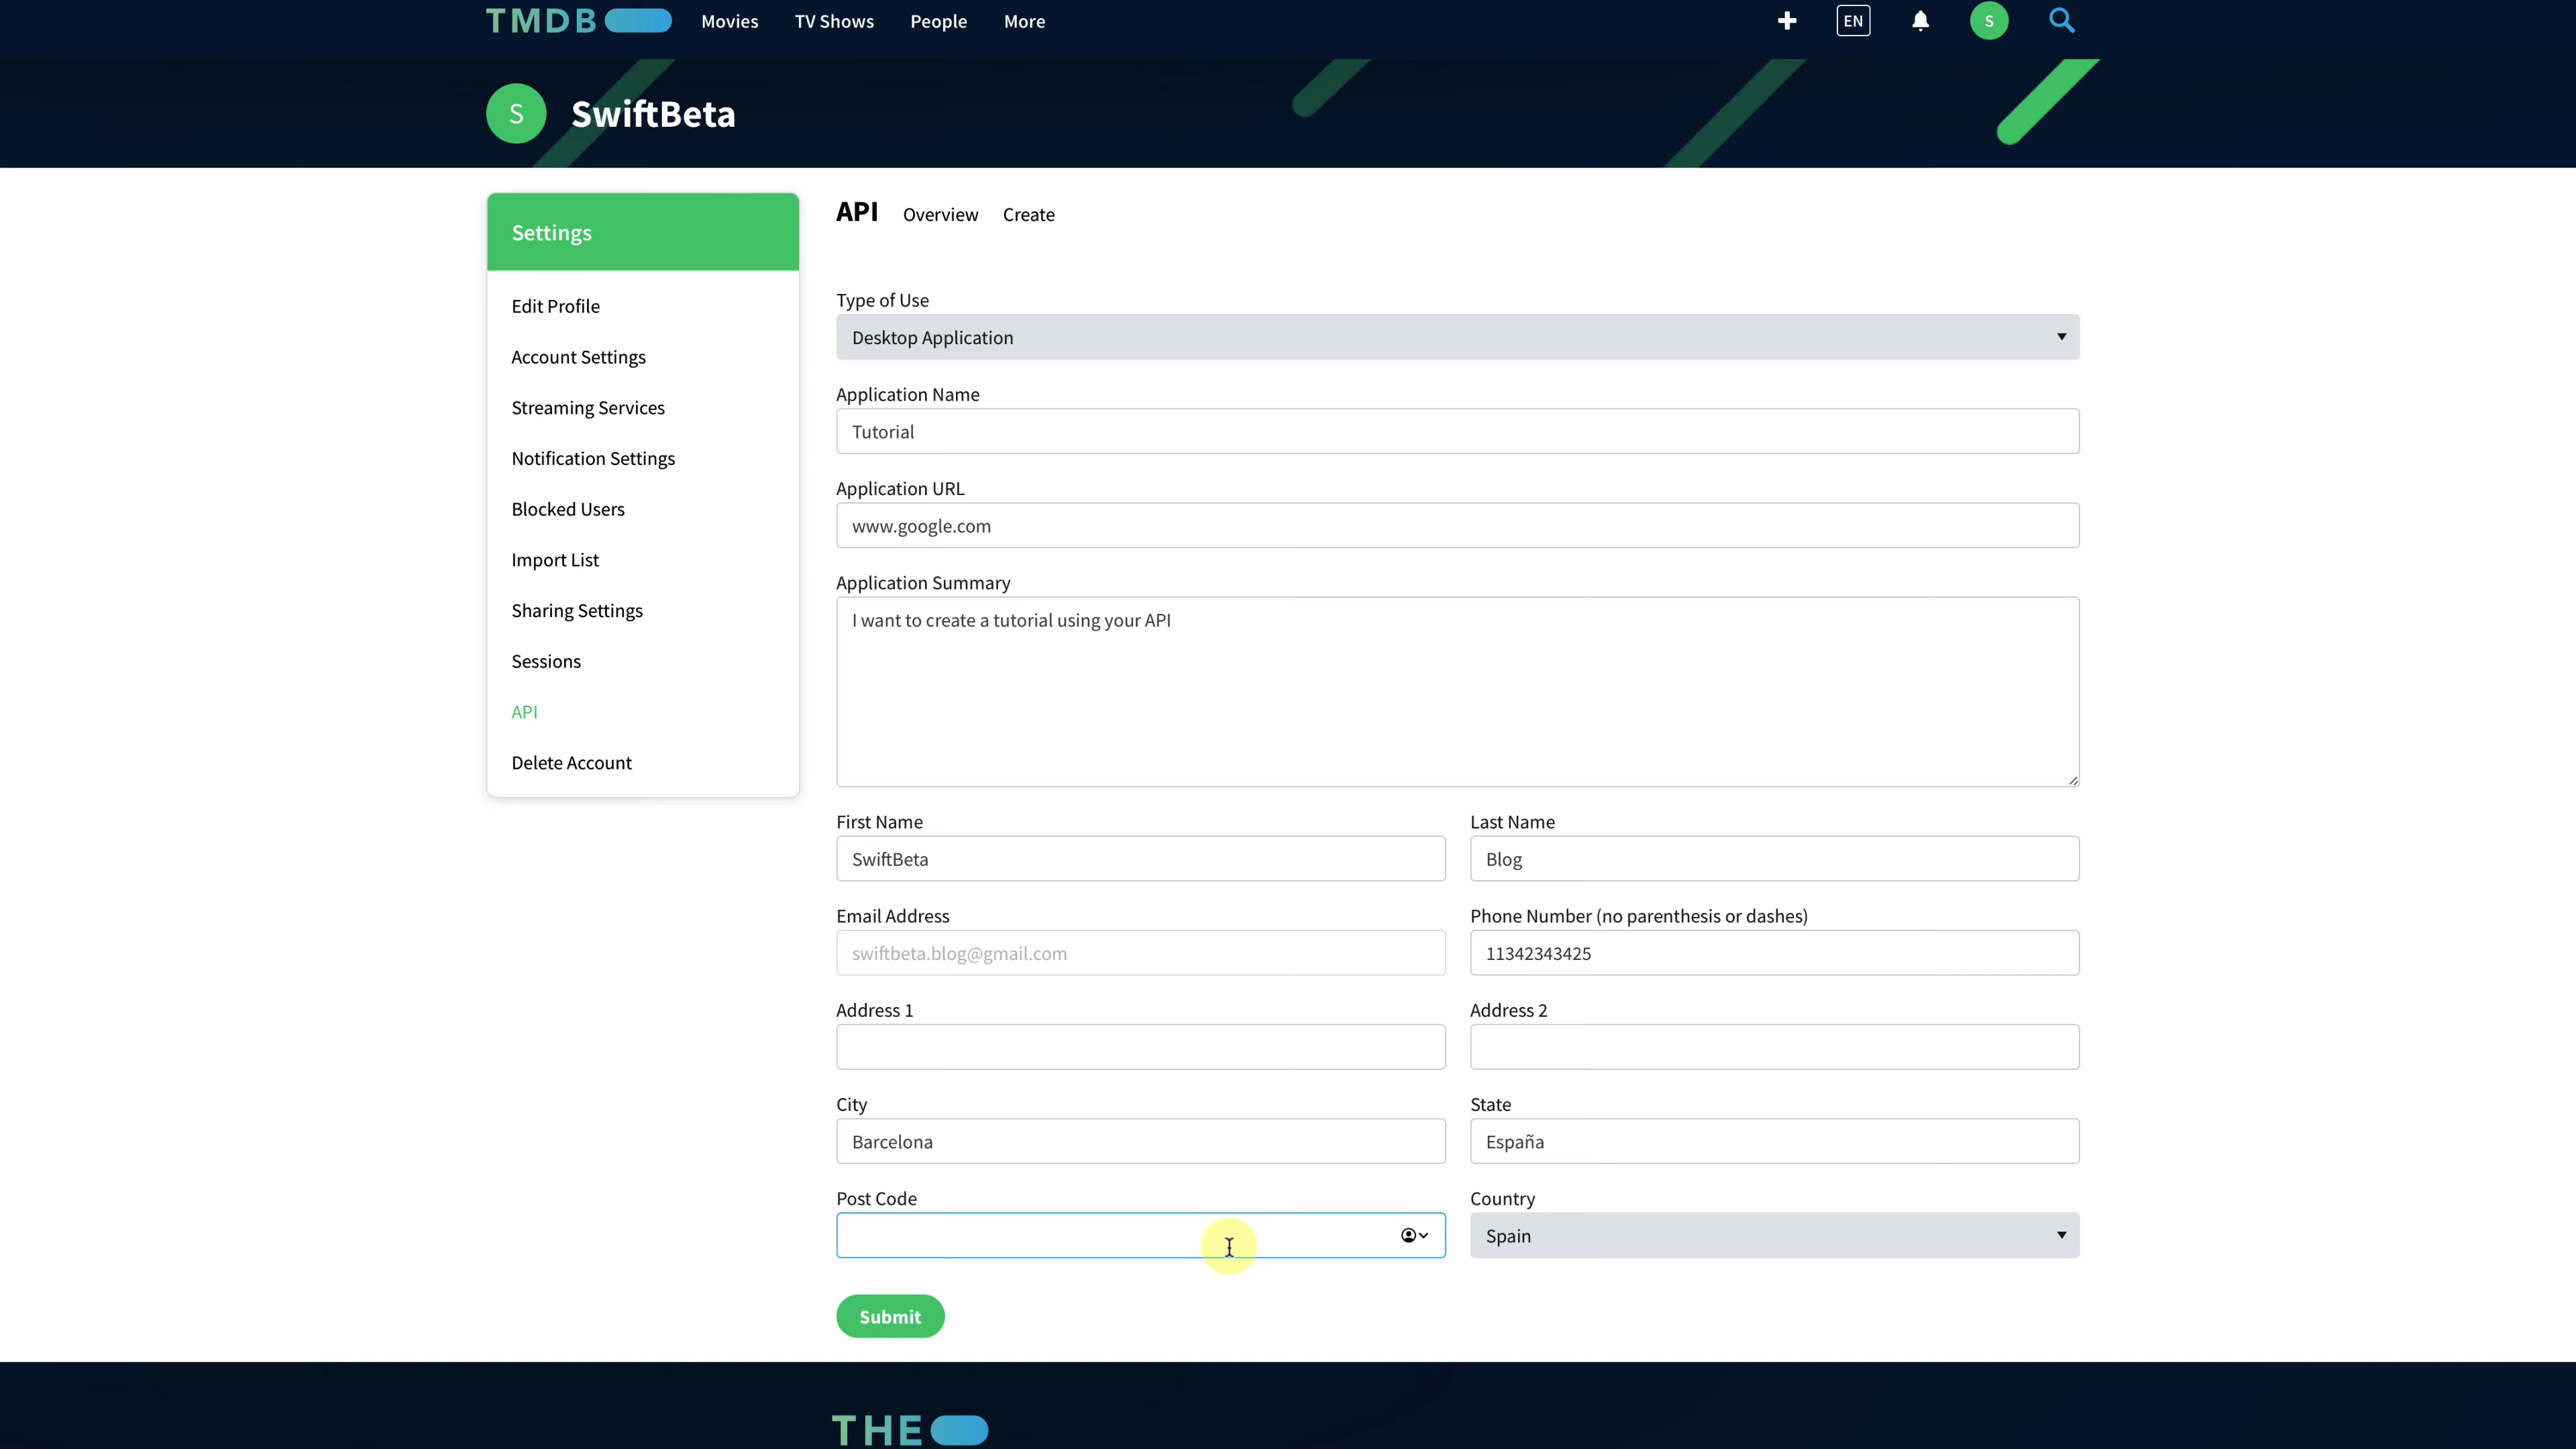 TMDB Movies TV Shows People More EN S
S SwiftBeta
Settings
Edit Profile
Account Settings
Streaming Services
Notification Settings
Blocked Users
Import List
Sharing Settings
Sessions
API
Delete Account
API Overview Create
Type of Use
Desktop Application
Application Name
Tutorial
Application URL
www.google.com
Application Summary
I want to create a tutorial using your API
First Name
SwiftBeta
Last Name
Blog
Email Address
swiftbeta.blog@gmail.com
Phone Number (no parenthesis or dashes)
11342343425
Address 1
Address 2
City
Barcelona
State
España
Post Code
Country
Spain
Submit
THE